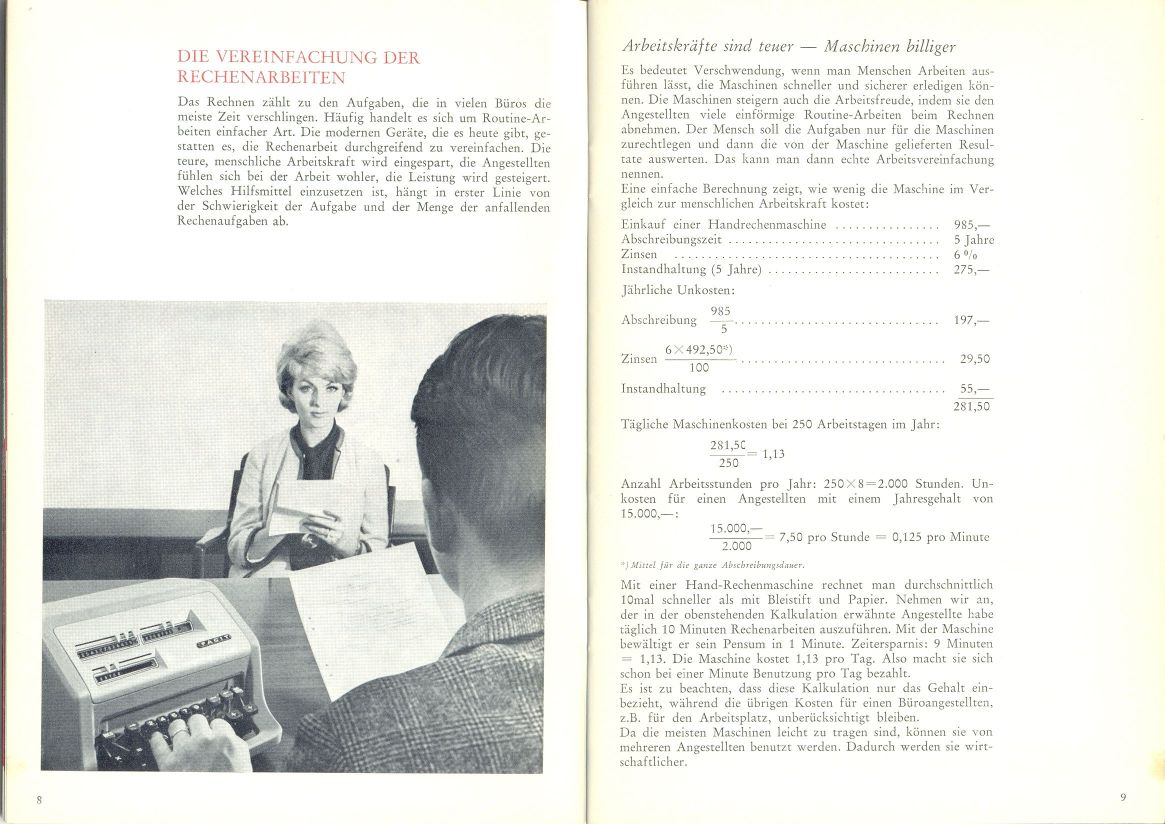 DIE VEREINFACHUNG DER
RECHENARBEITEN
Das Rechnen zählt zu den Aufgaben, die in vielen Büros die
meiste Zeit verschlingen. Häufig handelt es sich um Routine-Ar-
beiten einfacher Art. Die modernen Geräte, die es heute gibt, ge-
statten es, die Rechenarbeit durchgreifend zu vereinfachen. Die
teure, menschliche Arbeitskraft wird eingespart, die Angestellten
fühlen sich bei der Arbeit wohler, die Leistung wird gesteigert.
Welches Hilfsmittel einzusetzen ist, hängt in erster Linie von
der Schwierigkeit der Aufgabe und der Menge der anfallenden
Rechenaufgaben ab.
FACIT
8
Arbeitskräfte sind teuer — Maschinen billiger
Es bedeutet Verschwendung, wenn man Menschen Arbeiten aus-
führen lässt, die Maschinen schneller und sicherer erledigen kön-
nen. Die Maschinen steigern auch die Arbeitsfreude, indem sie den
Angestellten viele einförmige Routine-Arbeiten beim Rechnen
abnehmen. Der Mensch soll die Aufgaben nur für die Maschinen
zurechtlegen und dann die von der Maschine gelieferten Resul-
tate auswerten. Das kann man dann echte Arbeitsvereinfachung
nennen.
Eine einfache Berechnung zeigt, wie wenig die Maschine im Ver-
gleich zur menschlichen Arbeitskraft kostet:
Einkauf einer Handrechenmaschine ................ 985,—
Abschreibungszeit ................................ 5 Jahre
Zinsen ........................................ 6 %
Instandhaltung (5 Jahre) .......................... 275,—
Jährliche Unkosten:
985
Abschreibung ............................... 197,—
5
6×492,50*)
Zinsen ............................... 29,50
100
Instandhaltung .................................. 55,—
281,50
Tägliche Maschinenkosten bei 250 Arbeitstagen im Jahr:
281,50
= 1,13
250
Anzahl Arbeitsstunden pro Jahr: 250×8=2.000 Stunden. Un-
kosten für einen Angestellten mit einem Jahresgehalt von
15.000,—:
15.000,—
= 7,50 pro Stunde = 0,125 pro Minute
2.000
*) Mittel für die ganze Abschreibungsdauer.
Mit einer Hand-Rechenmaschine rechnet man durchschnittlich
10mal schneller als mit Bleistift und Papier. Nehmen wir an,
der in der obenstehenden Kalkulation erwähnte Angestellte habe
täglich 10 Minuten Rechenarbeiten auszuführen. Mit der Maschine
bewältigt er sein Pensum in 1 Minute. Zeitersparnis: 9 Minuten
= 1,13. Die Maschine kostet 1,13 pro Tag. Also macht sie sich
schon bei einer Minute Benutzung pro Tag bezahlt.
Es ist zu beachten, dass diese Kalkulation nur das Gehalt ein-
bezieht, während die übrigen Kosten für einen Büroangestellten,
z.B. für den Arbeitsplatz, unberücksichtigt bleiben.
Da die meisten Maschinen leicht zu tragen sind, können sie von
mehreren Angestellten benutzt werden. Dadurch werden sie wirt-
schaftlicher.
9